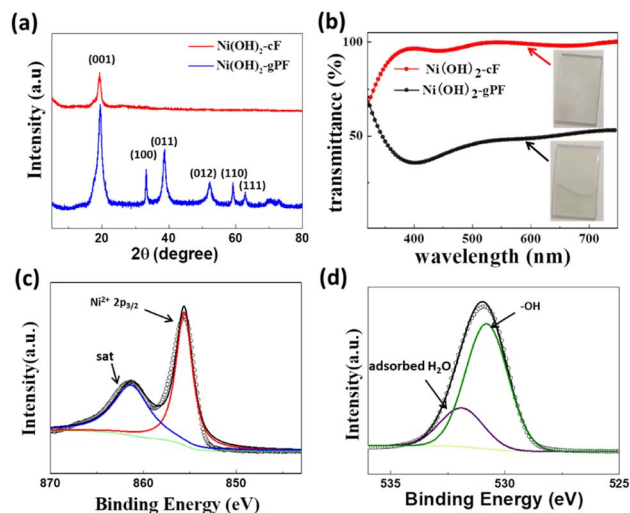 (a)
Ni(OH)₂-cF
Ni(OH)₂-gPF
(001)
(100)
(011)
(012)
(110)
(111)
Intensity (a.u)
20 40 60 80
2θ (degree)
(b)
100
50
Ni(OH)₂-cF
Ni(OH)₂-gPF
transmittance (%)
400 500 600 700
wavelength (nm)
(c)
Ni²⁺ 2p₃/₂
sat
Intensity(a.u.)
870 860 850
Binding Energy (eV)
(d)
-OH
adsorbed H₂O
Intensity(a.u.)
535 530 525
Binding Energy (eV)